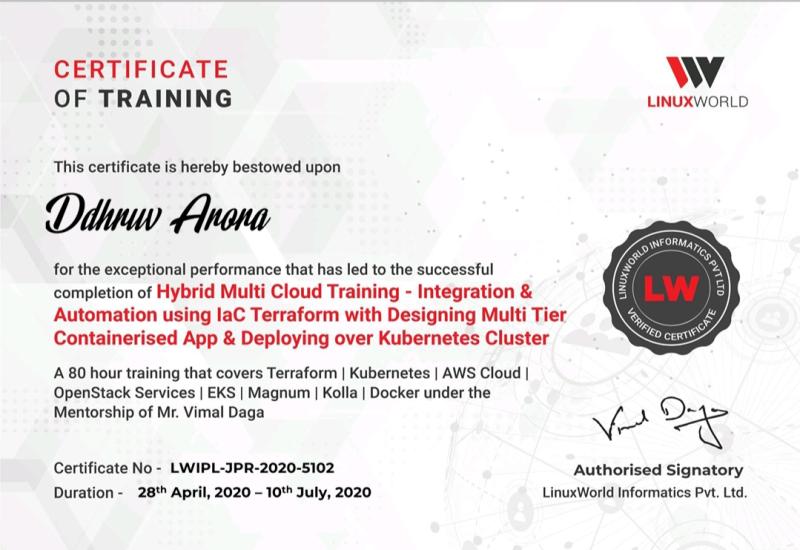 CERTIFICATE
OF TRAINING
LINUXWORLD
This certificate is hereby bestowed upon
Ddhruv Arora
for the exceptional performance that has led to the successful
completion of Hybrid Multi Cloud Training - Integration &
Automation using IaC Terraform with Designing Multi Tier
Containerised App & Deploying over Kubernetes Cluster
LINUXWORLD INFORMATICS PVT LTD
LW
VERIFIED CERTIFICATE
A 80 hour training that covers Terraform | Kubernetes | AWS Cloud |
OpenStack Services | EKS | Magnum | Kolla | Docker under the
Mentorship of Mr. Vimal Daga
Vimal Daga
Certificate No - LWIPL-JPR-2020-5102
Authorised Signatory
Duration - 28th April, 2020 – 10th July, 2020
LinuxWorld Informatics Pvt. Ltd.